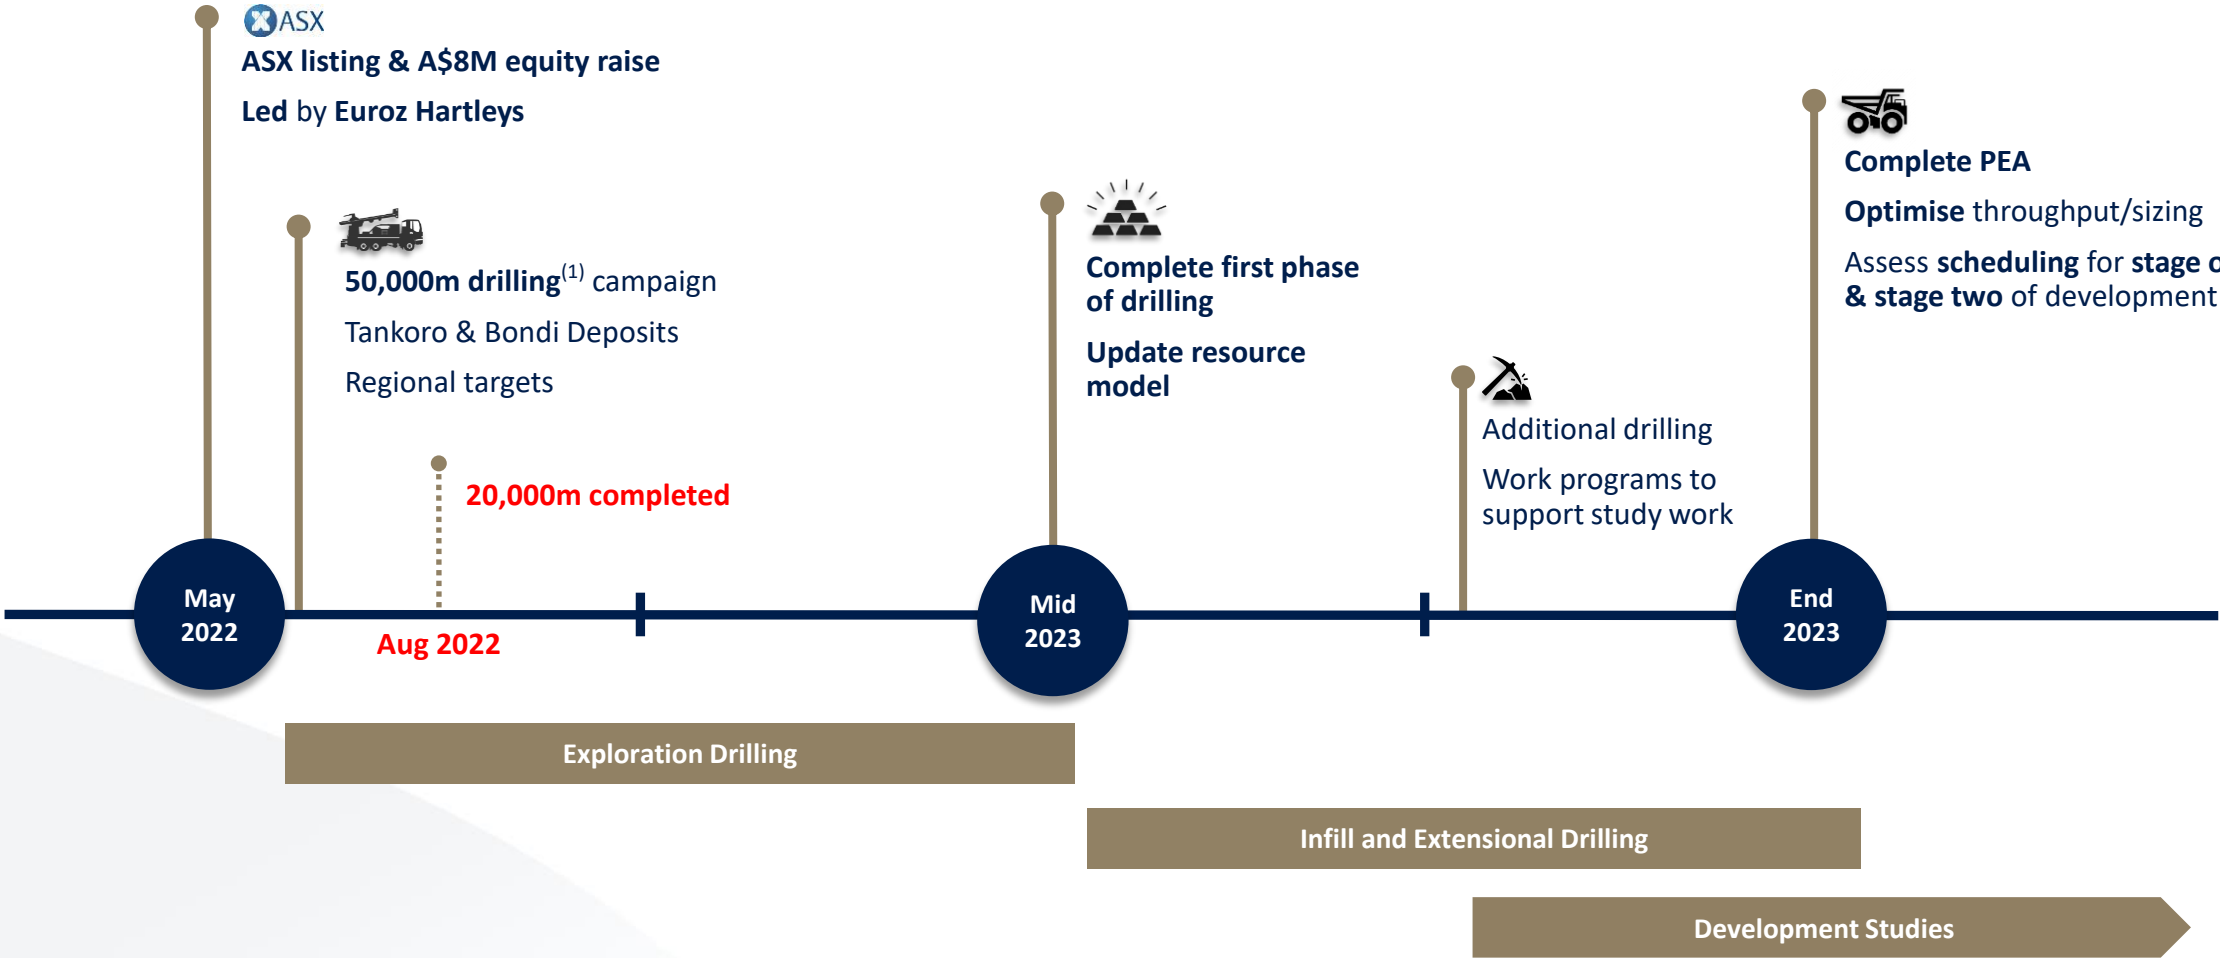 ASX
ASX listing & A$8M equity raise
Led by Euroz Hartleys
50,000m drilling(1) campaign
Tankoro & Bondi Deposits
Regional targets
20,000m completed
Complete first phase
of drilling
Update resource
model
Additional drilling
Work programs to
support study work
Complete PEA
Optimise throughput/sizing
Assess scheduling for stage
& stage two of development
May
2022
Aug 2022
Mid
2023
End
2023
Exploration Drilling
Infill and Extensional Drilling
Development Studies